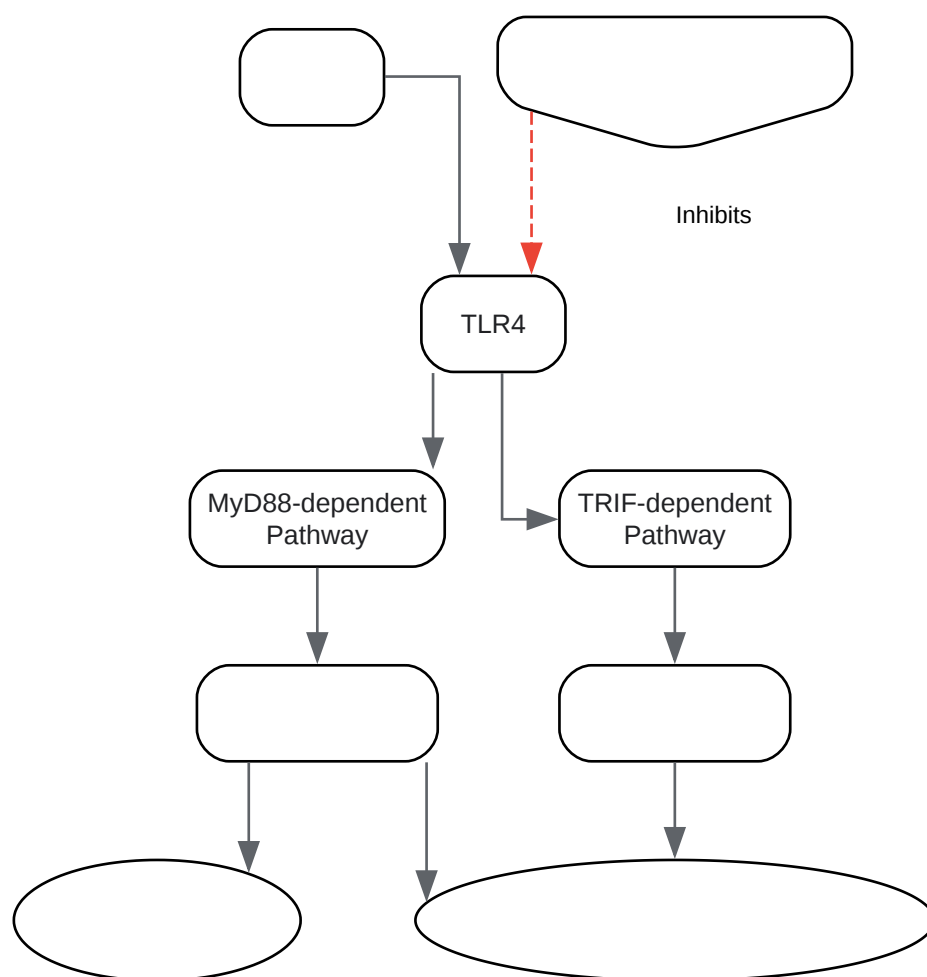 Inhibits
TLR4
MyD88-dependent
Pathway
TRIF-dependent
Pathway